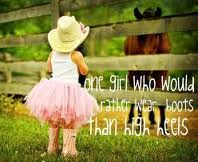 one girl who would
rather wear boots
than high heels